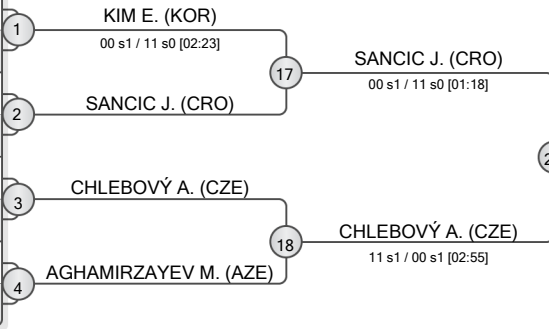 1
KIM E. (KOR)
00 s1 / 11 s0 [02:23]
17
SANCIC J. (CRO)
00 s1 / 11 s0 [01:18]
2
SANCIC J. (CRO)
3
CHLEBOVÝ A. (CZE)
18
CHLEBOVÝ A. (CZE)
11 s1 / 00 s1 [02:55]
4
AGHAMIRZAYEV M. (AZE)